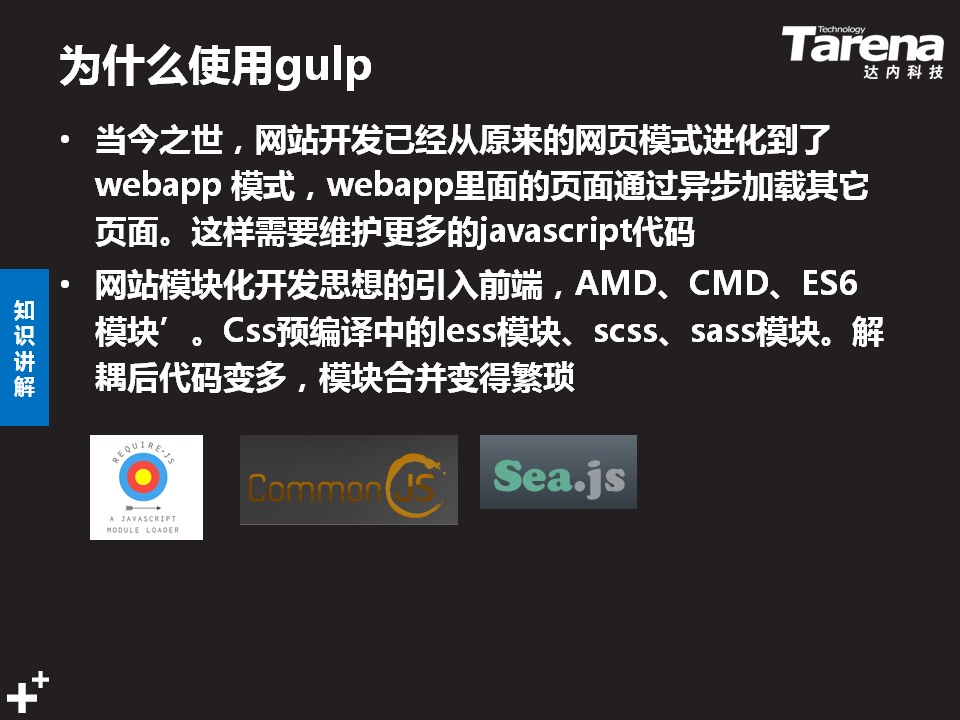 为什么使用gulp
Technology
Tarena
达内科技
• 当今之世，网站开发已经从原来的网页模式进化到了
webapp 模式，webapp里面的页面通过异步加载其它
页面。这样需要维护更多的javascript代码
• 网站模块化开发思想的引入前端，AMD、CMD、ES6
模块’。Css预编译中的less模块、scss、sass模块。解
耦后代码变多，模块合并变得繁琐
知识讲解
REQUIRE.JS
A JAVASCRIPT
MODULE LOADER
CommonJS
Sea.js